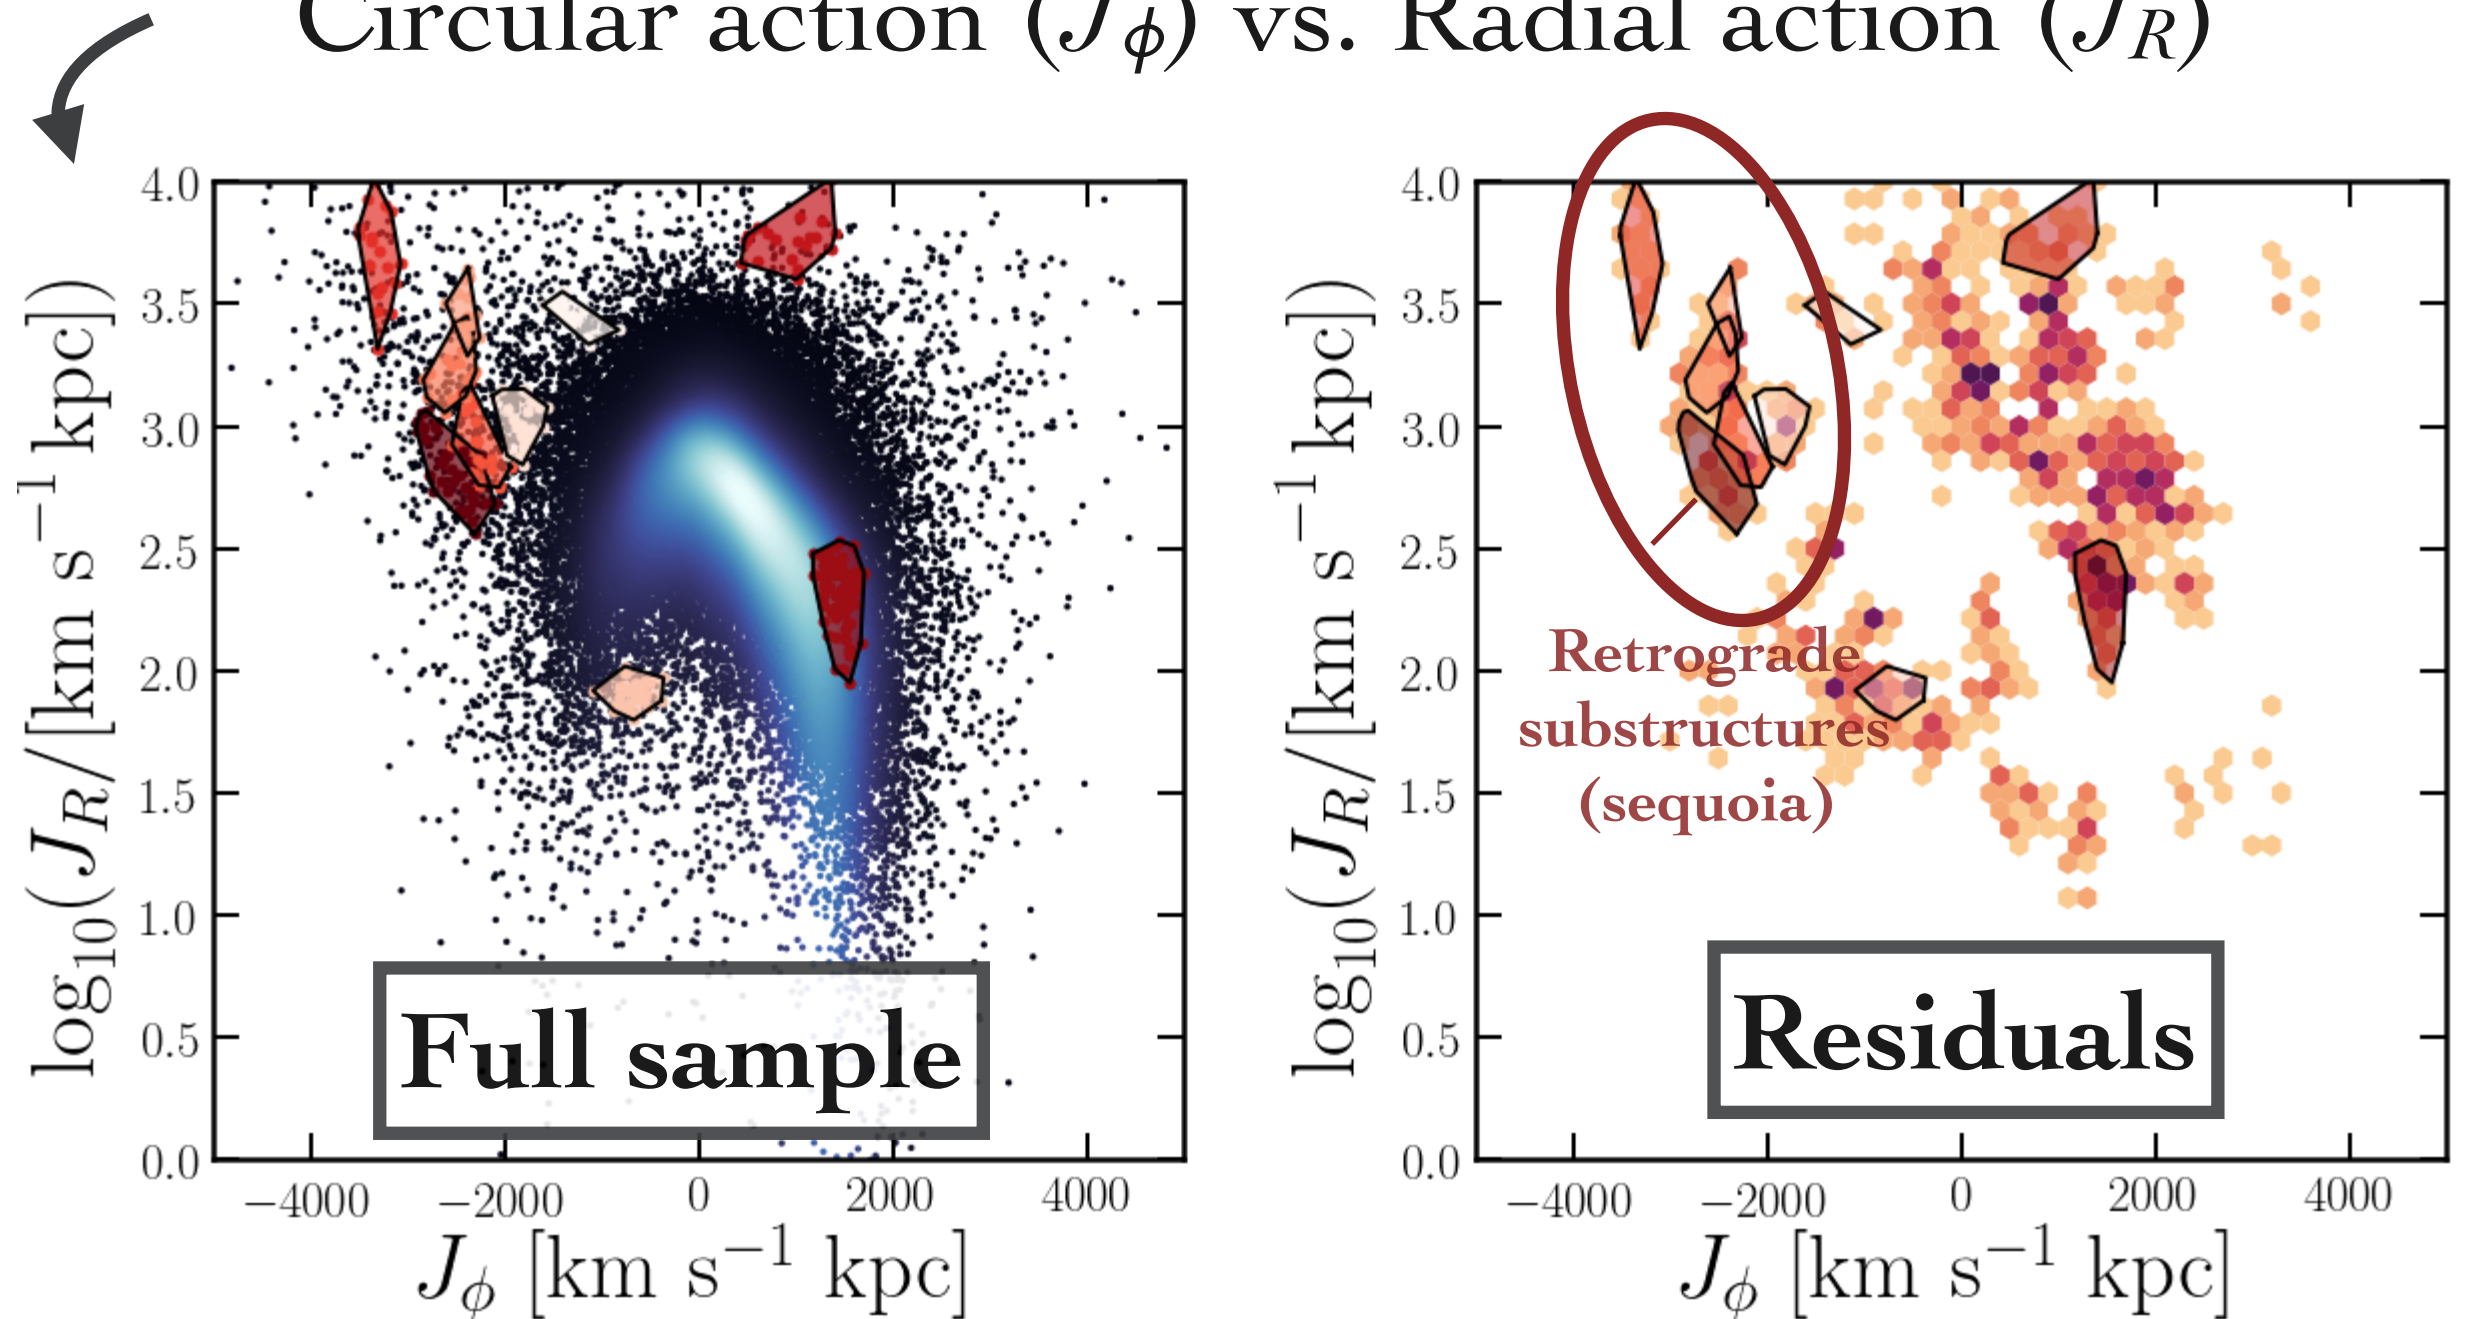 Circular action (J_ϕ) vs. Radial action (J_R)
4.0
3.5
3.0
2.5
2.0
1.5
1.0
0.5
0.0
log₁₀(J_R/[km s⁻¹ kpc])
Full sample
−4000 −2000 0 2000 4000
J_ϕ [km s⁻¹ kpc]
4.0
3.5
3.0
2.5
2.0
1.5
1.0
0.5
0.0
log₁₀(J_R/[km s⁻¹ kpc])
Retrograde
substructures
(sequoia)
Residuals
−4000 −2000 0 2000 4000
J_ϕ [km s⁻¹ kpc]